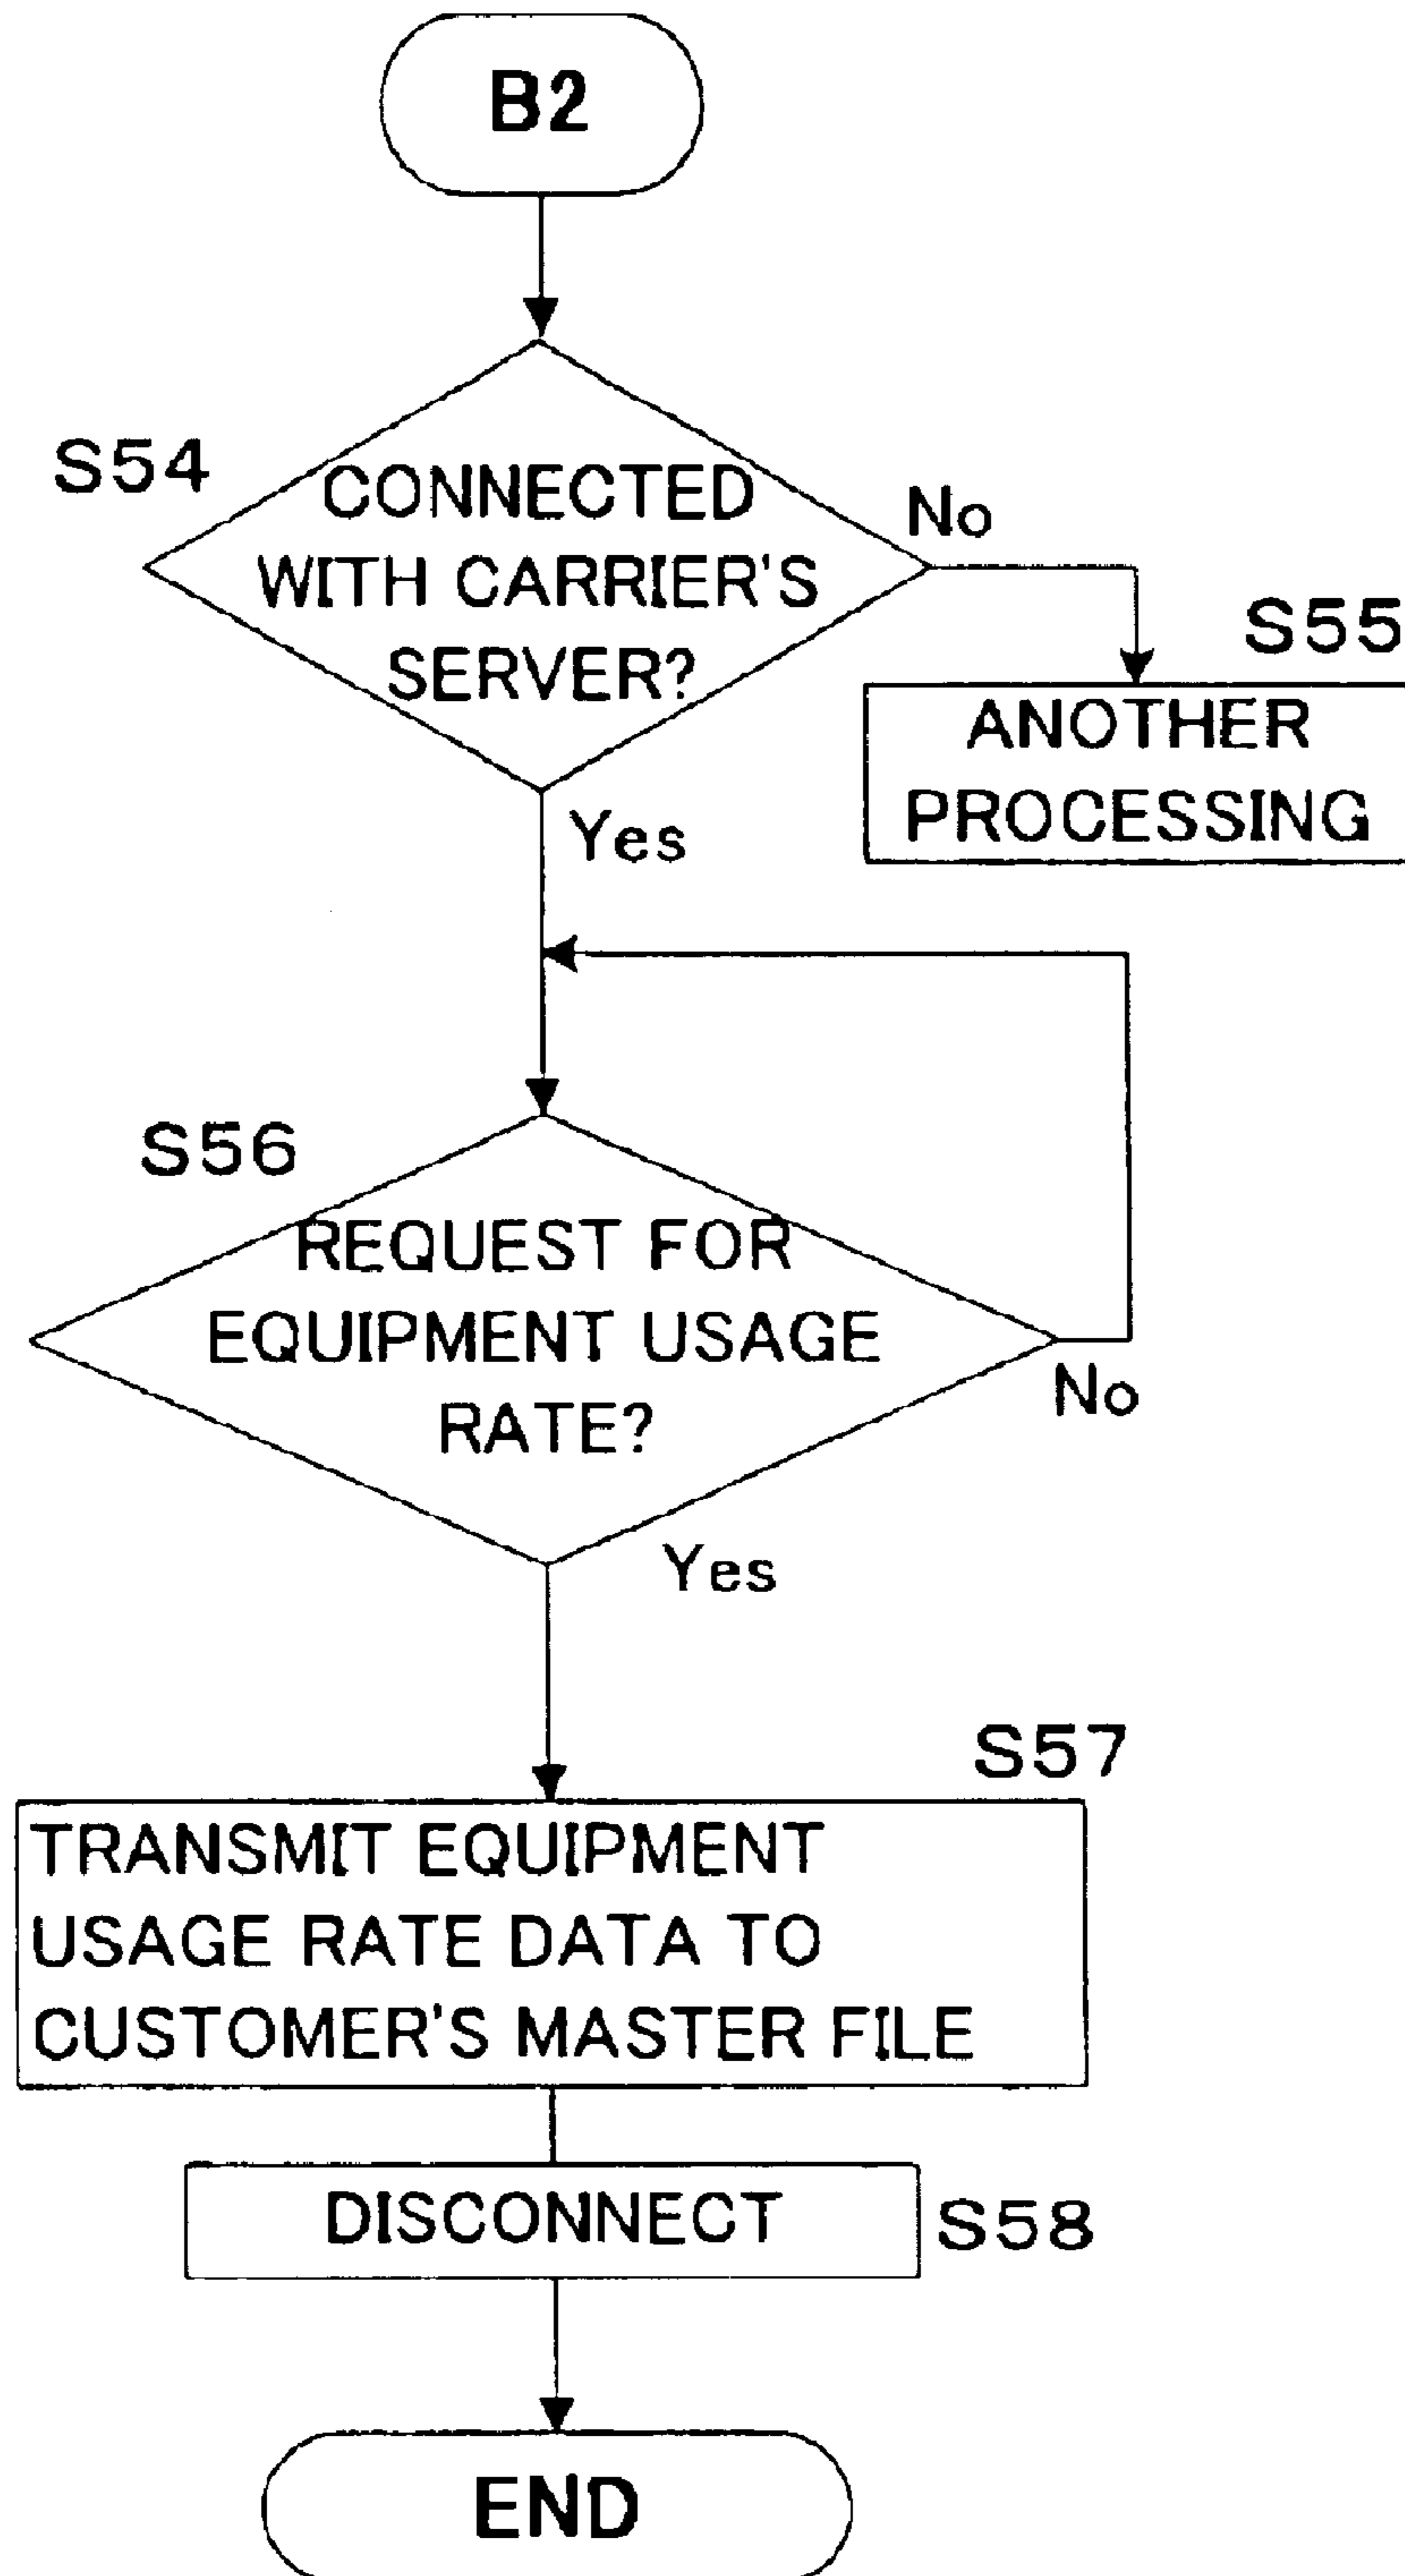 B2
S54
CONNECTED
WITH CARRIER'S
SERVER?
No
S55
ANOTHER
PROCESSING
Yes
S56
REQUEST FOR
EQUIPMENT USAGE
RATE?
No
Yes
S57
TRANSMIT EQUIPMENT
USAGE RATE DATA TO
CUSTOMER'S MASTER FILE
DISCONNECT
S58
END